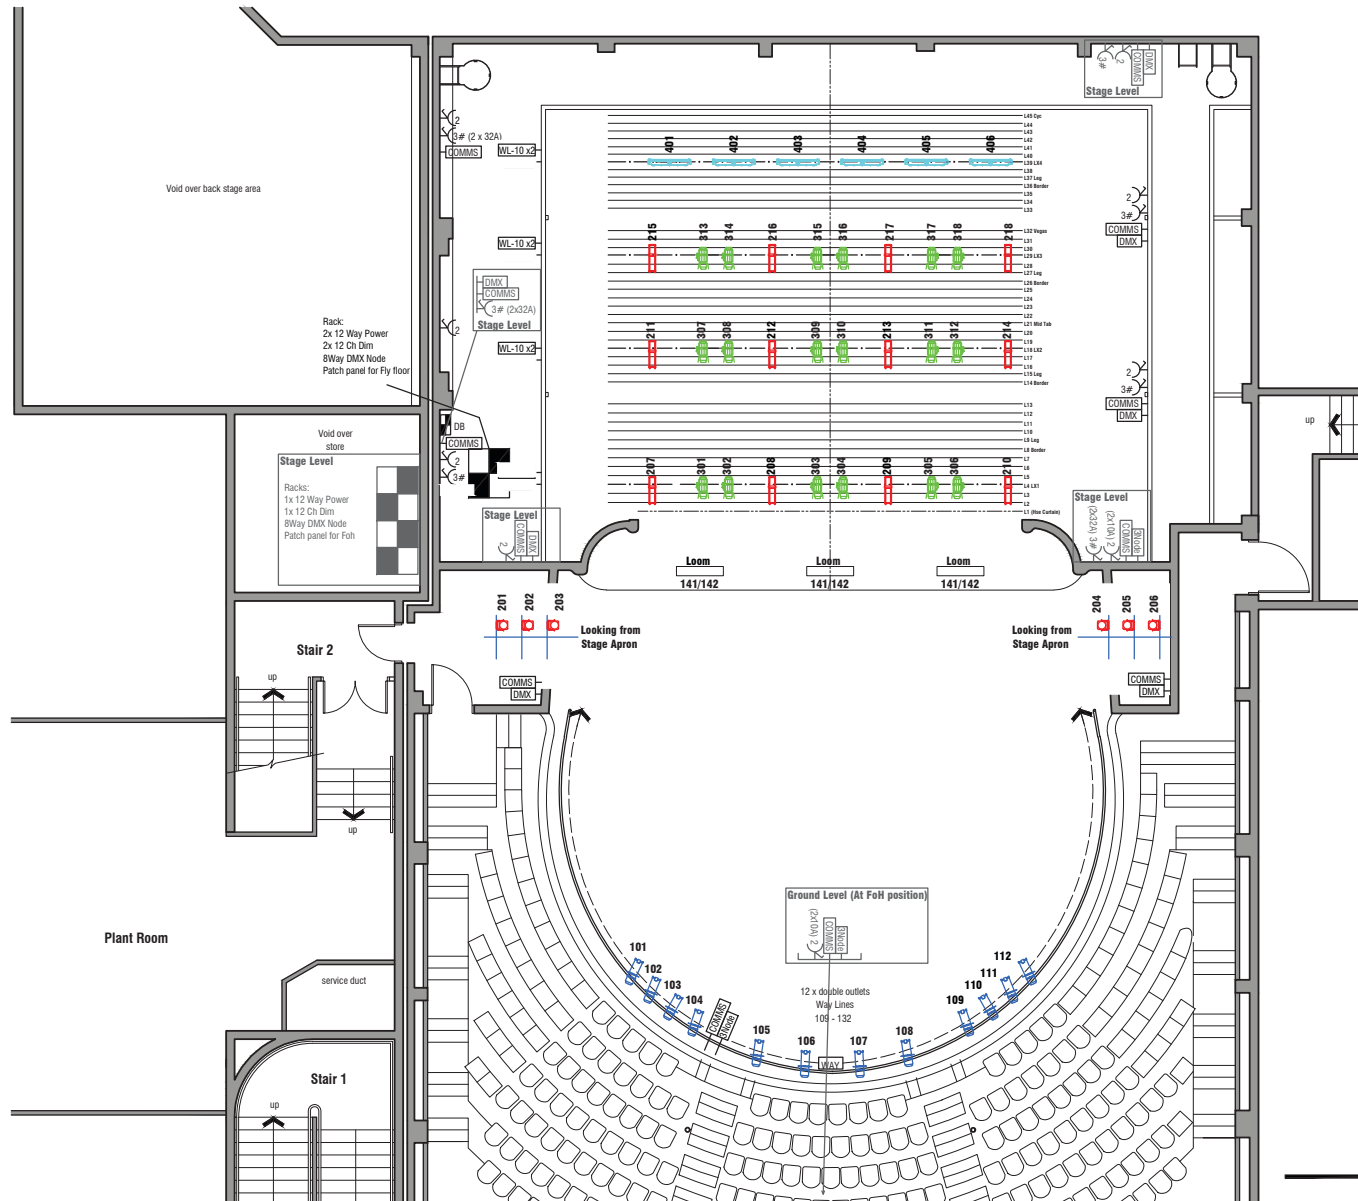 3#
2
COMMS
DMX
Stage Level
2
3# (2 x 32A)
COMMS
WL-10 x2
401
402
403
404
405
406
L45 Cyc
L44
L43
L42
L41
L40
L39 LX4
L38
L37 Leg
L36 Border
L35
L34
L33
Void over back stage area
2
3#
COMMS
DMX
WL-10 x2
215
313
314
216
315
316
217
317
318
218
L32 Vegas
L31
L30
L29 LX3
L28
L27 Leg
L26 Border
L25
L24
L23
L22
L21 Mid Tab
L20
L19
L18 LX2
L17
L16
L15 Leg
L14 Border
DMX
COMMS
3# (2x32A)
Stage Level
Rack:
2x 12 Way Power
2x 12 Ch Dim
8Way DMX Node
Patch panel for Fly floor
2
WL-10 x2
211
307
308
212
309
310
213
311
312
214
2
3#
COMMS
DMX
L13
L12
L11
L10
L9 Leg
L8 Border
L7
L6
L5
L4 LX1
L3
L2
L1 (Hse Curtain)
up
DB
COMMS
2
3#
Void over
store
Stage Level
Racks:
1x 12 Way Power
1x 12 Ch Dim
8Way DMX Node
Patch panel for Foh
207
301
302
208
303
304
209
305
306
210
Stage Level
2
COMMS
DMX
Stage Level
(2x32A) 3#
(2x10A) 2
COMMS
3Node
Loom
141/142
Loom
141/142
Loom
141/142
201
202
203
Looking from
Stage Apron
204
205
206
Looking from
Stage Apron
Stair 2
up
up
COMMS
DMX
COMMS
DMX
Plant Room
service duct
Ground Level (At FoH position)
(2x10A) 2
COMMS
3Node
12 x double outlets
Way Lines
109 - 132
101
102
103
104
COMMS
3Node
105
106
WAY
107
108
109
110
111
112
Stair 1
up